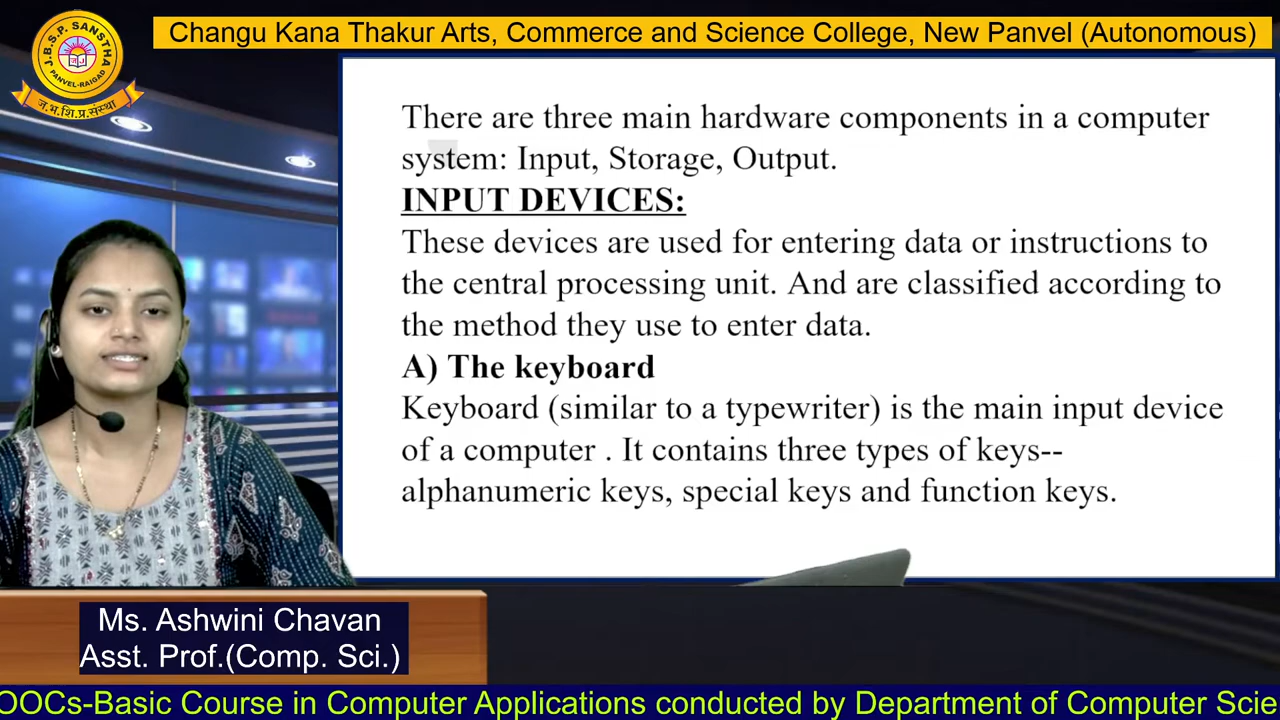 J.B.S.P. SANSTHA
PANVEL-RAIGAD
ज.भ.शि.प्र.संस्था
Changu Kana Thakur Arts, Commerce and Science College, New Panvel (Autonomous)
There are three main hardware components in a computer
system: Input, Storage, Output.
INPUT DEVICES:
These devices are used for entering data or instructions to
the central processing unit. And are classified according to
the method they use to enter data.
A) The keyboard
Keyboard (similar to a typewriter) is the main input device
of a computer . It contains three types of keys--
alphanumeric keys, special keys and function keys.
Ms. Ashwini Chavan
Asst. Prof.(Comp. Sci.)
OOCs-Basic Course in Computer Applications conducted by Department of Computer Scie